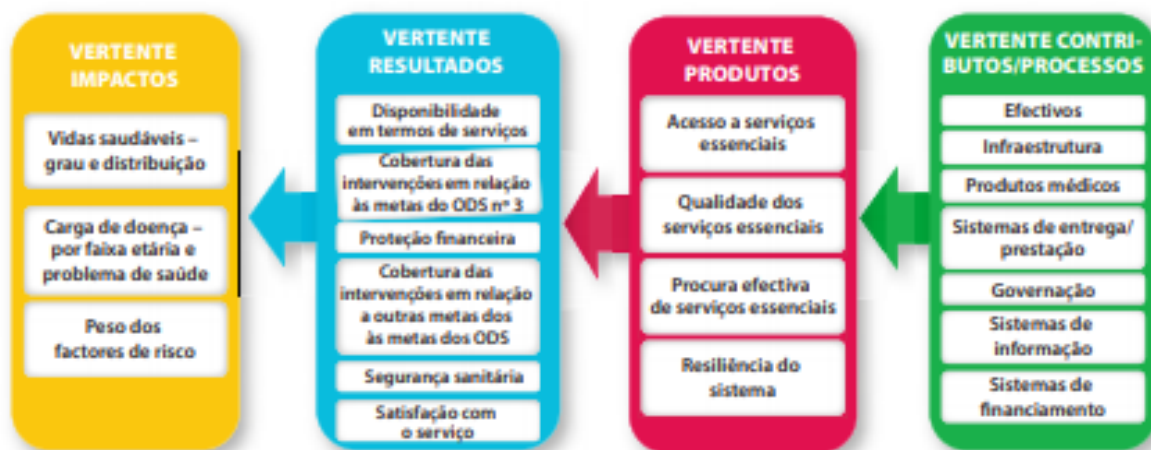 VERTENTE
IMPACTOS
Vidas saudáveis –
grau e distribuição
Carga de doença –
por faixa etária e
problema de saúde
Peso dos
factores de risco
VERTENTE
RESULTADOS
Disponibilidade
em termos de serviços
Cobertura das
intervenções em relação
às metas do ODS nº 3
Proteção financeira
Cobertura das
intervenções em relação
a outras metas dos
às metas dos ODS
Segurança sanitária
Satisfação com
o serviço
VERTENTE
PRODUTOS
Acesso a serviços
essenciais
Qualidade dos
serviços essenciais
Procura efectiva
de serviços essenciais
Resiliência do
sistema
VERTENTE CONTRI-
BUTOS/PROCESSOS
Efectivos
Infraestrutura
Produtos médicos
Sistemas de entrega/
prestação
Governação
Sistemas de
informação
Sistemas de
financiamento